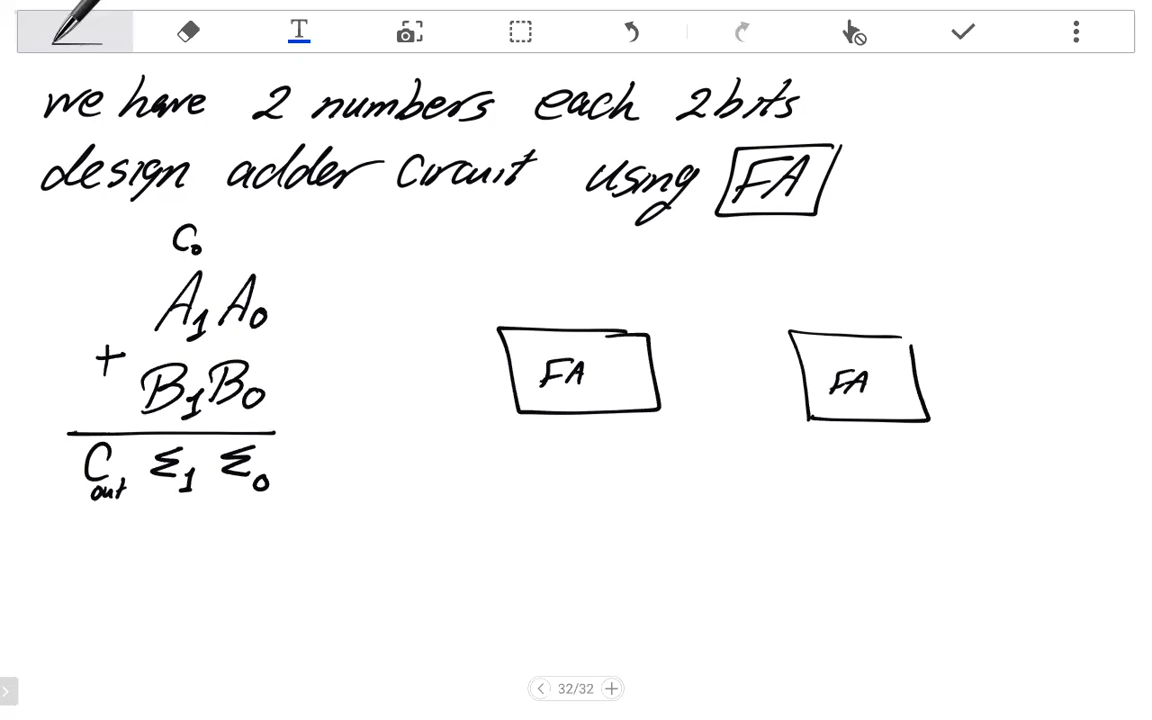 T
we have 2 numbers each 2bits
design adder circuit using FA
C0
A1 A0
+
B1 B0
Cout Σ1 Σ0
FA
FA
32/32